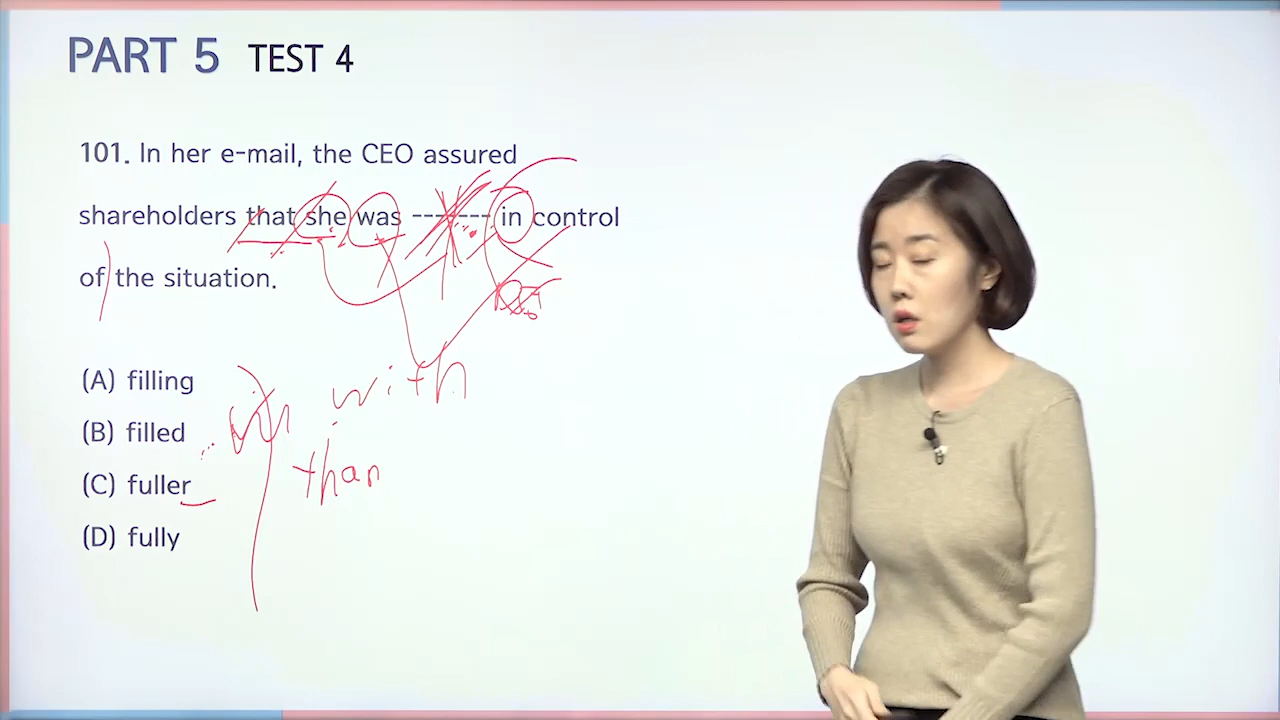 PART 5 TEST 4
101. In her e-mail, the CEO assured
shareholders that she was ------- in control
of the situation.
(A) filling
(B) filled
(C) fuller
(D) fully
with
than